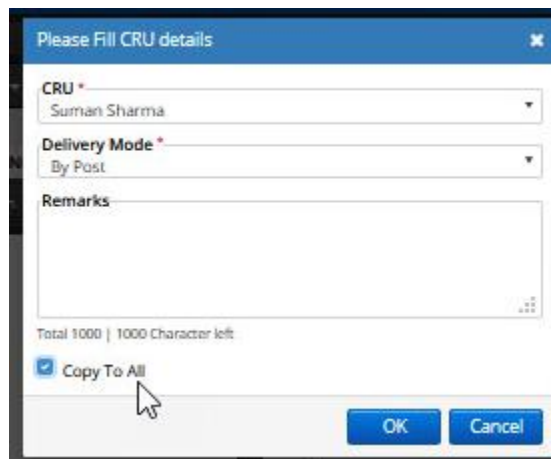 Please Fill CRU details
CRU *
Suman Sharma
Delivery Mode *
By Post
Remarks
Total 1000 | 1000 Character left
Copy To All
OK Cancel